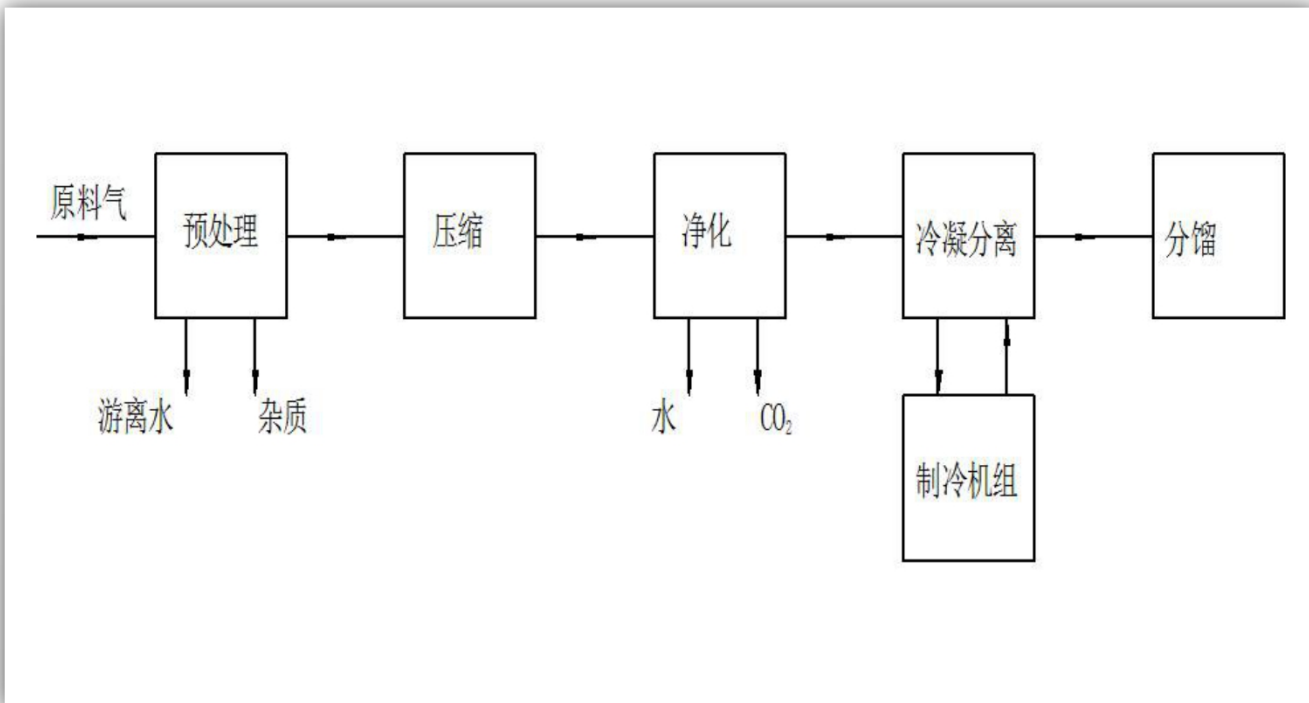 原料气
预处理
压缩
净化
冷凝分离
分馏
游离水
杂质
水
CO₂
制冷机组